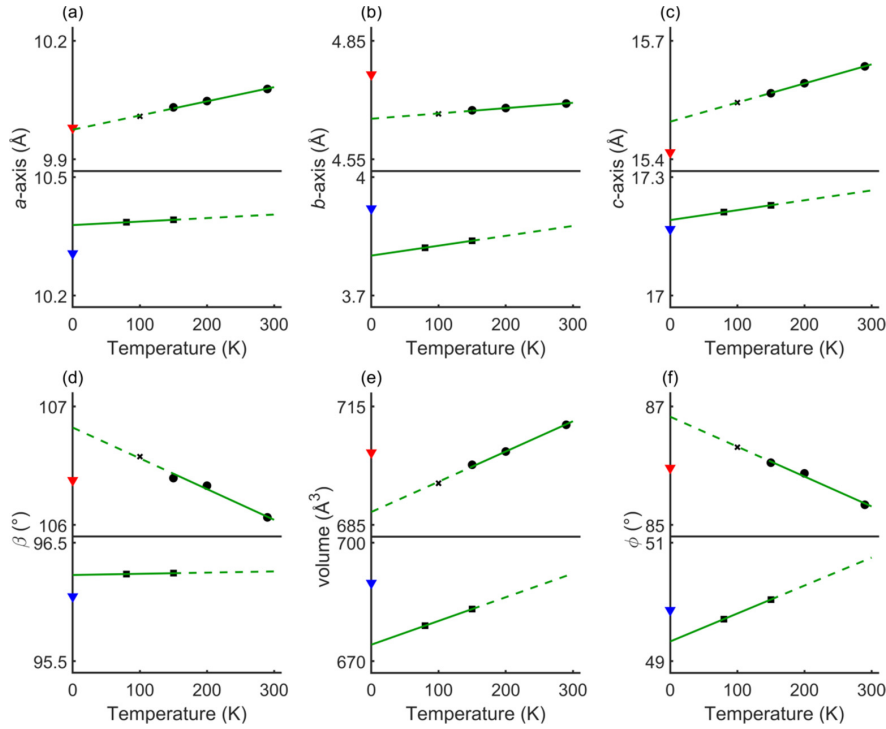 (a)
10.2
9.9
10.5
10.2
a-axis (Å)
0 100 200 300
Temperature (K)
(b)
4.85
4.55
4
3.7
b-axis (Å)
0 100 200 300
Temperature (K)
(c)
15.7
15.4
17.3
17
c-axis (Å)
0 100 200 300
Temperature (K)
(d)
107
106
96.5
95.5
β (°)
0 100 200 300
Temperature (K)
(e)
715
685
700
670
volume (Å³)
0 100 200 300
Temperature (K)
(f)
87
85
51
49
ϕ (°)
0 100 200 300
Temperature (K)